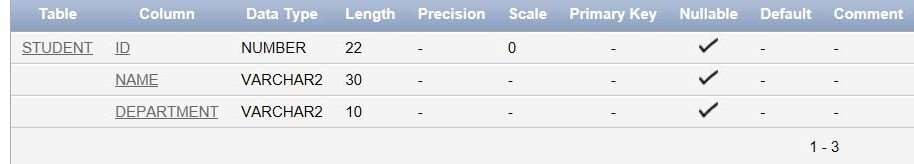 Table Column Data Type Length Precision Scale Primary Key Nullable Default Comment
STUDENT ID NUMBER 22 - 0 - ✓ - -
NAME VARCHAR2 30 - - - ✓ - -
DEPARTMENT VARCHAR2 10 - - - ✓ - -
1 - 3